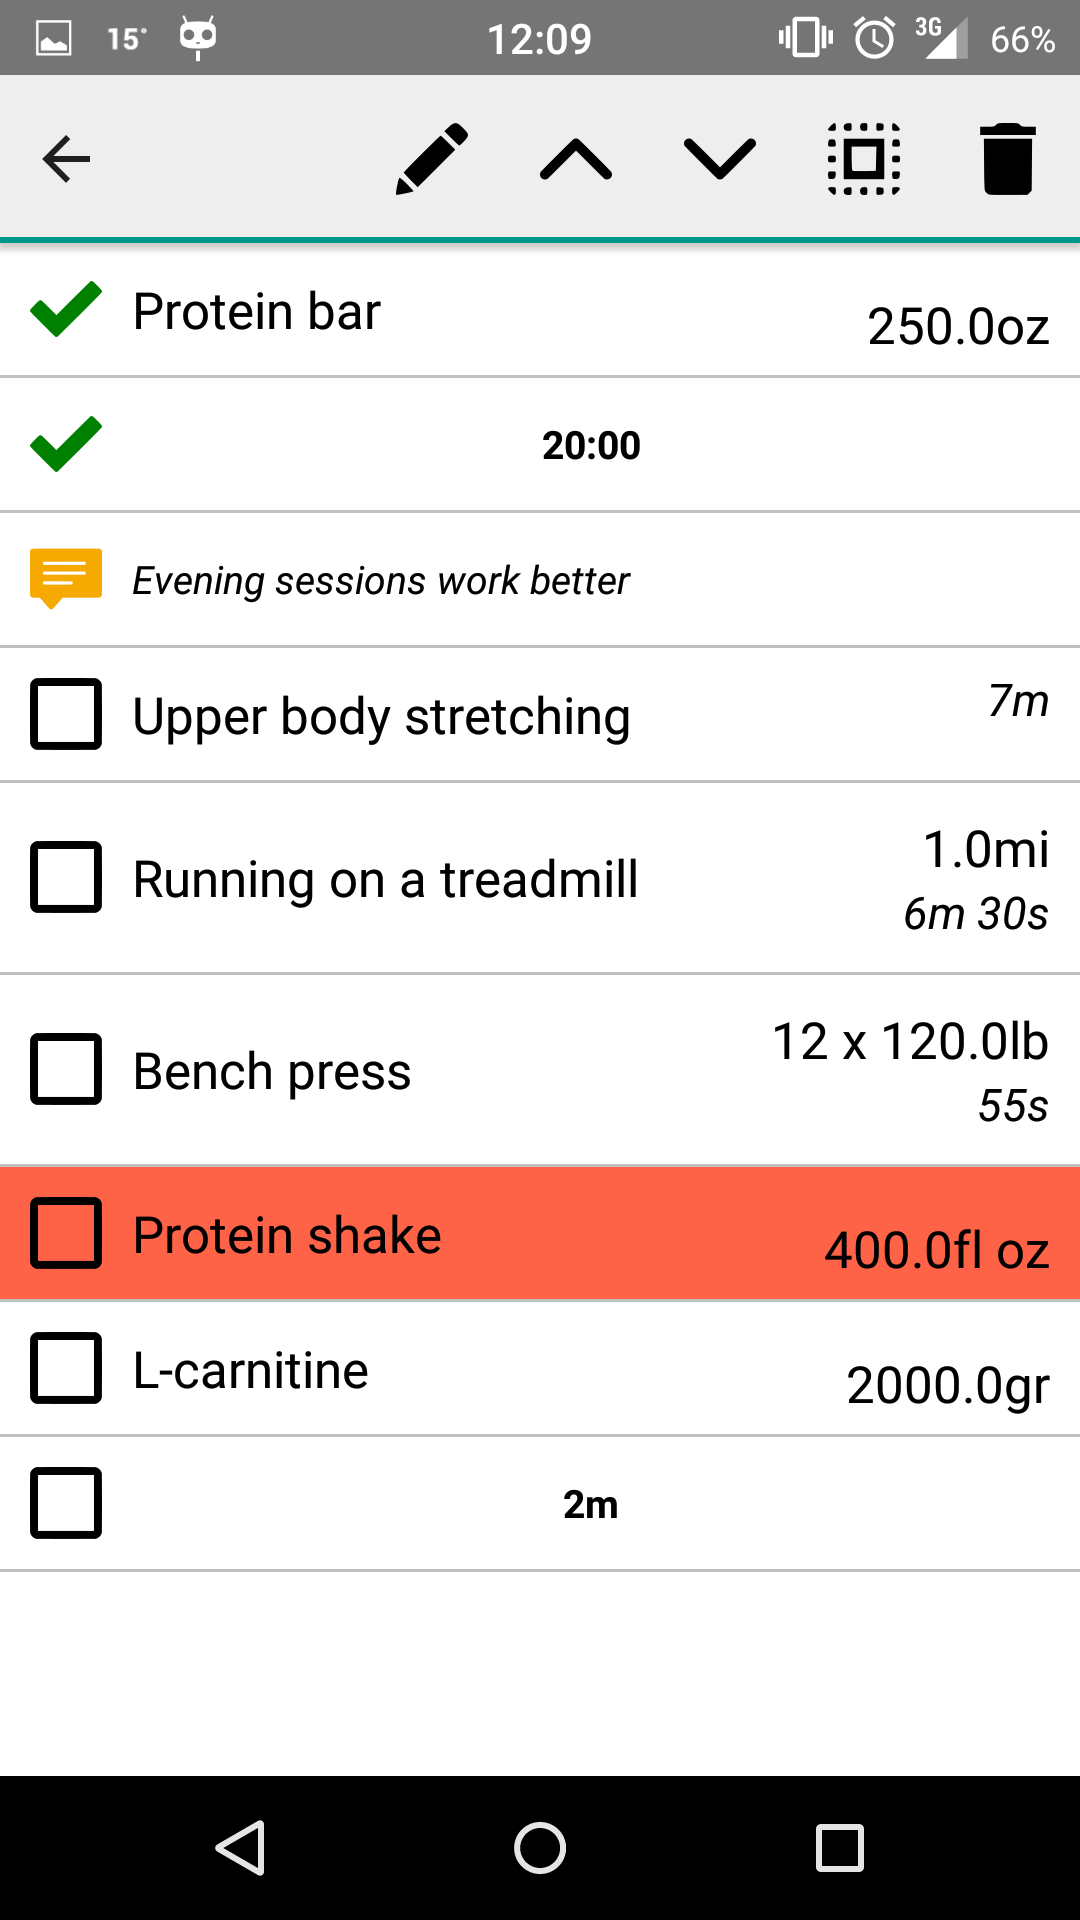 15° 12:09 3G 66%
Protein bar 250.0oz
20:00
Evening sessions work better
Upper body stretching 7m
Running on a treadmill 1.0mi
6m 30s
Bench press 12 x 120.0lb
55s
Protein shake 400.0fl oz
L-carnitine 2000.0gr
2m